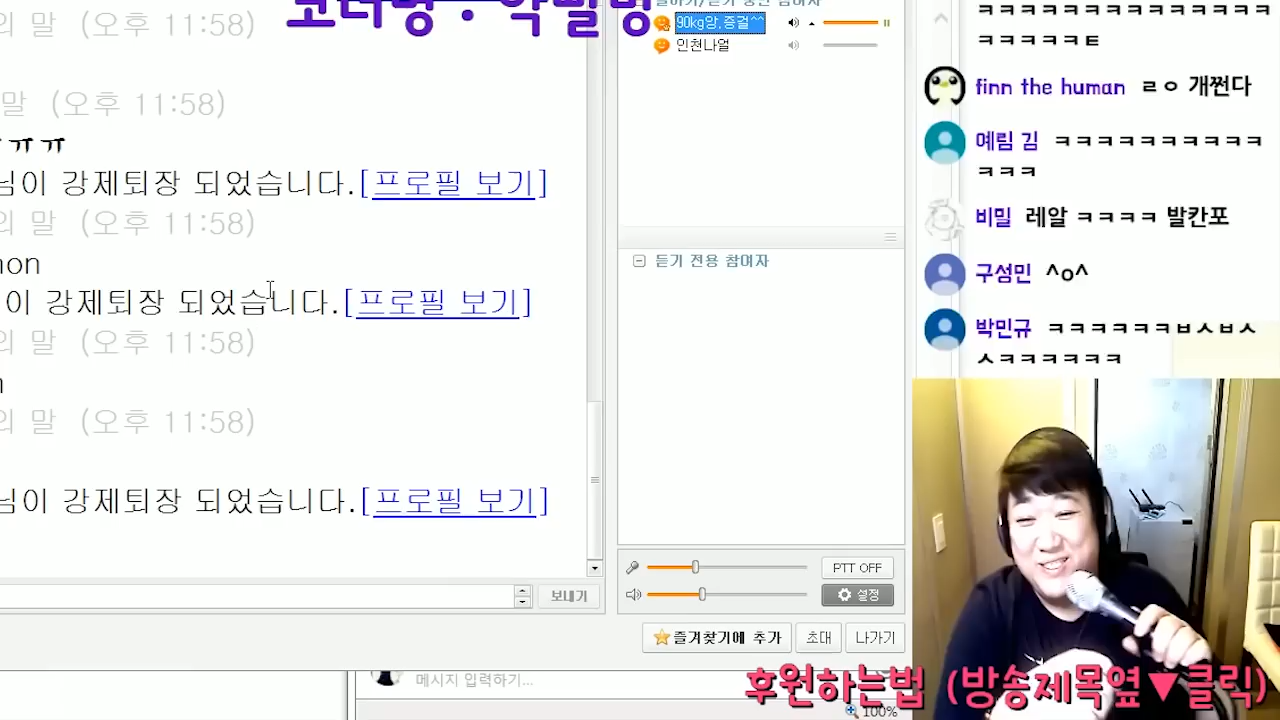 의 말 (오후 11:58)
말 (오후 11:58)
ㅠㅠ
님이 강제퇴장 되었습니다.[프로필 보기]
의 말 (오후 11:58)
non
이 강제퇴장 되었습니다.[프로필 보기]
의 말 (오후 11:58)
의 말 (오후 11:58)
님이 강제퇴장 되었습니다.[프로필 보기]
보내기
90kg양.증걸^^
인천나얼
듣기 전용 참여자
PTT OFF
설정
즐겨찾기에 추가
초대
나가기
메시지 입력하기...
100%
ㅋㅋㅋㅋㅋㅋㅋㅋㅋㅋㅋㅋㅋ
ㅋㅋㅋㅋㅋㅌ
finn the human ㄹㅇ 개쩐다
예림 김 ㅋㅋㅋㅋㅋㅋㅋㅋㅋㅋㅋ
ㅋㅋㅋ
비밀 레알 ㅋㅋㅋㅋ 발칸포
구성민 ^o^
박민규 ㅋㅋㅋㅋㅋㅋㅂㅅㅂㅅ
ㅅㅋㅋㅋㅋㅋㅋ
후원하는법 (방송제목옆▼클릭)